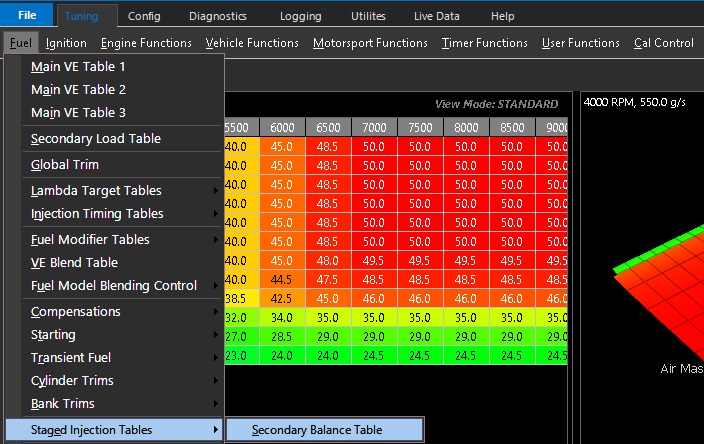 File Tuning Config Diagnostics Logging Utilites Live Data Help
Fuel Ignition Engine Functions Vehicle Functions Motorsport Functions Timer Functions User Functions Cal Control
Main VE Table 1
Main VE Table 2
Main VE Table 3
Secondary Load Table
Global Trim
Lambda Target Tables
Injection Timing Tables
Fuel Modifier Tables
VE Blend Table
Fuel Model Blending Control
Compensations
Starting
Transient Fuel
Cylinder Trims
Bank Trims
Staged Injection Tables
Secondary Balance Table
View Mode: STANDARD
5500 6000 6500 7000 7500 8000 8500 9000
40.0 45.0 48.5 50.0 50.0 50.0 50.0 50.0
40.0 45.0 48.5 50.0 50.0 50.0 50.0 50.0
40.0 45.0 48.5 50.0 50.0 50.0 50.0 50.0
40.0 45.0 48.5 50.0 50.0 50.0 50.0 50.0
40.0 45.0 48.5 50.0 50.0 50.0 50.0 50.0
40.0 45.0 48.5 50.0 50.0 50.0 50.0 50.0
40.0 45.0 48.0 49.5 49.5 49.5 49.5 49.5
40.0 44.5 47.5 48.5 48.5 48.5 48.5 48.5
38.5 42.5 45.0 46.0 46.0 46.0 46.0 46.0
32.0 34.0 35.0 35.0 35.0 35.0 35.0 35.0
27.0 28.5 29.0 29.0 29.0 29.0 29.0 29.0
23.0 24.0 24.0 24.5 24.5 24.5 24.5 24.5
4000 RPM, 550.0 g/s
Air Mas